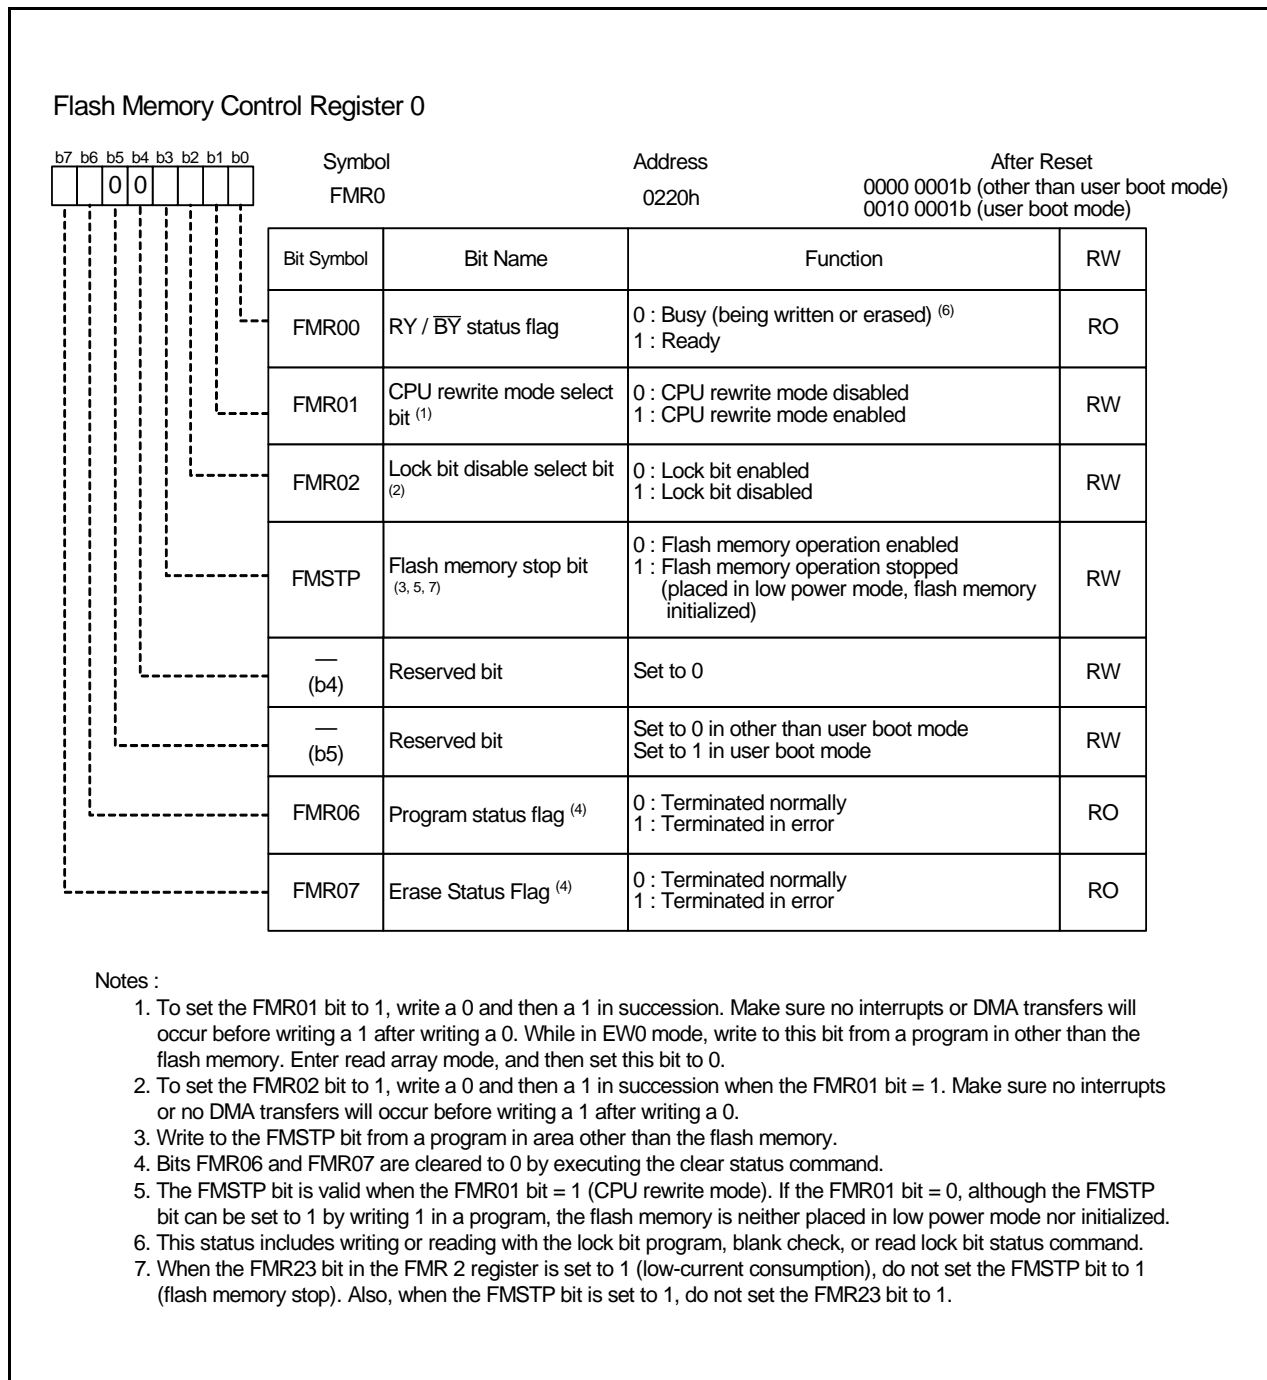 Flash Memory Control Register 0
b7 b6 b5 b4 b3 b2 b1 b0
0 0
Symbol Address After Reset
FMR0 0220h 0000 0001b (other than user boot mode)
0010 0001b (user boot mode)
Bit Symbol Bit Name Function RW
FMR00 RY / BY status flag 0 : Busy (being written or erased) (6) RO
1 : Ready
FMR01 CPU rewrite mode select 0 : CPU rewrite mode disabled RW
bit (1) 1 : CPU rewrite mode enabled
FMR02 Lock bit disable select bit 0 : Lock bit enabled RW
(2) 1 : Lock bit disabled
FMSTP Flash memory stop bit 0 : Flash memory operation enabled RW
(3, 5, 7) 1 : Flash memory operation stopped
(placed in low power mode, flash memory
initialized)
— Reserved bit Set to 0 RW
(b4)
— Reserved bit Set to 0 in other than user boot mode RW
(b5) Set to 1 in user boot mode
FMR06 Program status flag (4) 0 : Terminated normally RO
1 : Terminated in error
FMR07 Erase Status Flag (4) 0 : Terminated normally RO
1 : Terminated in error
Notes :
1. To set the FMR01 bit to 1, write a 0 and then a 1 in succession. Make sure no interrupts or DMA transfers will
occur before writing a 1 after writing a 0. While in EW0 mode, write to this bit from a program in other than the
flash memory. Enter read array mode, and then set this bit to 0.
2. To set the FMR02 bit to 1, write a 0 and then a 1 in succession when the FMR01 bit = 1. Make sure no interrupts
or no DMA transfers will occur before writing a 1 after writing a 0.
3. Write to the FMSTP bit from a program in area other than the flash memory.
4. Bits FMR06 and FMR07 are cleared to 0 by executing the clear status command.
5. The FMSTP bit is valid when the FMR01 bit = 1 (CPU rewrite mode). If the FMR01 bit = 0, although the FMSTP
bit can be set to 1 by writing 1 in a program, the flash memory is neither placed in low power mode nor initialized.
6. This status includes writing or reading with the lock bit program, blank check, or read lock bit status command.
7. When the FMR23 bit in the FMR 2 register is set to 1 (low-current consumption), do not set the FMSTP bit to 1
(flash memory stop). Also, when the FMSTP bit is set to 1, do not set the FMR23 bit to 1.